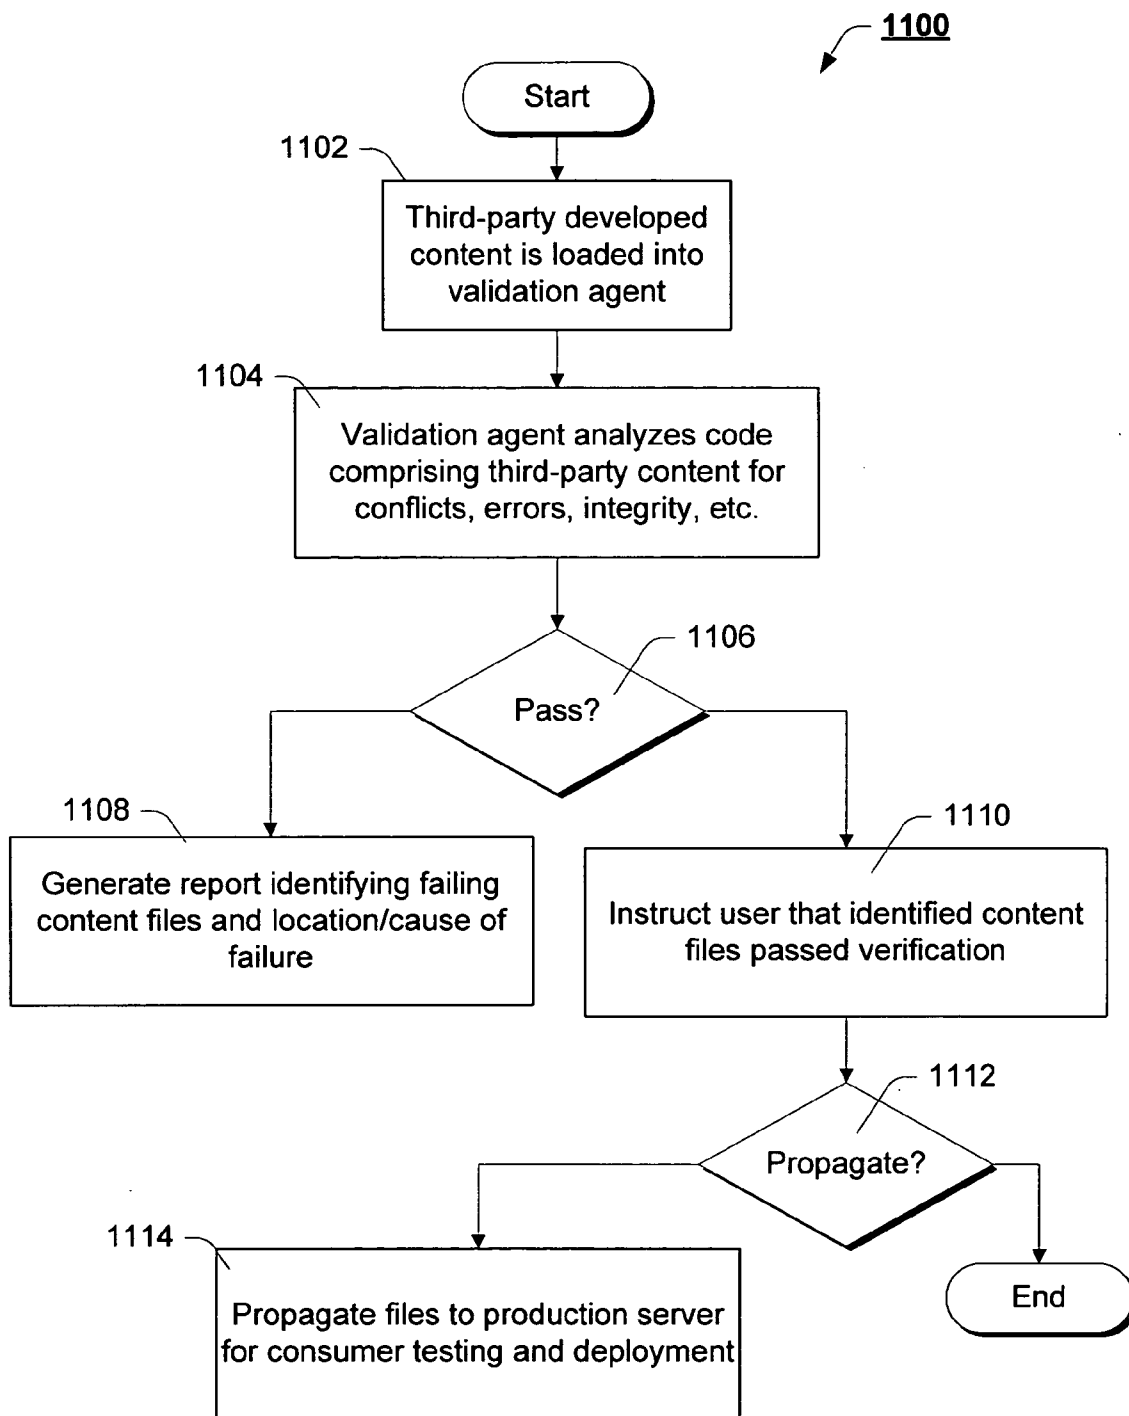 1100
Start
1102
Third-party developed
content is loaded into
validation agent
1104
Validation agent analyzes code
comprising third-party content for
conflicts, errors, integrity, etc.
1106
Pass?
1108
Generate report identifying failing
content files and location/cause of
failure
1110
Instruct user that identified content
files passed verification
1112
Propagate?
1114
Propagate files to production server
for consumer testing and deployment
End